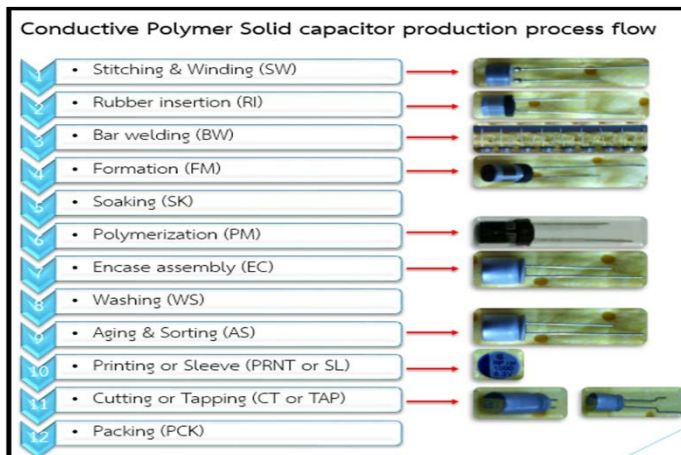 Conductive Polymer Solid capacitor production process flow
1 • Stitching & Winding (SW)
2 • Rubber insertion (RI)
3 • Bar welding (BW)
4 • Formation (FM)
5 • Soaking (SK)
6 • Polymerization (PM)
7 • Encase assembly (EC)
8 • Washing (WS)
9 • Aging & Sorting (AS)
10 • Printing or Sleeve (PRNT or SL)
11 • Cutting or Tapping (CT or TAP)
12 • Packing (PCK)